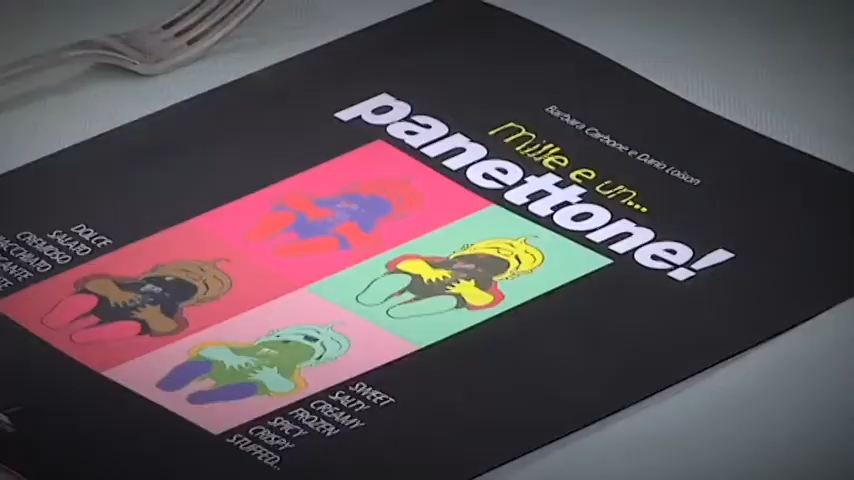 Barbara Carbone e Dario Loison
mille e un...
panettone!
DOLCE
SALATO
CREMOSO
SWEET
SALTY
CREAMY
FROZEN
SPICY
CRISPY
STUFFED...